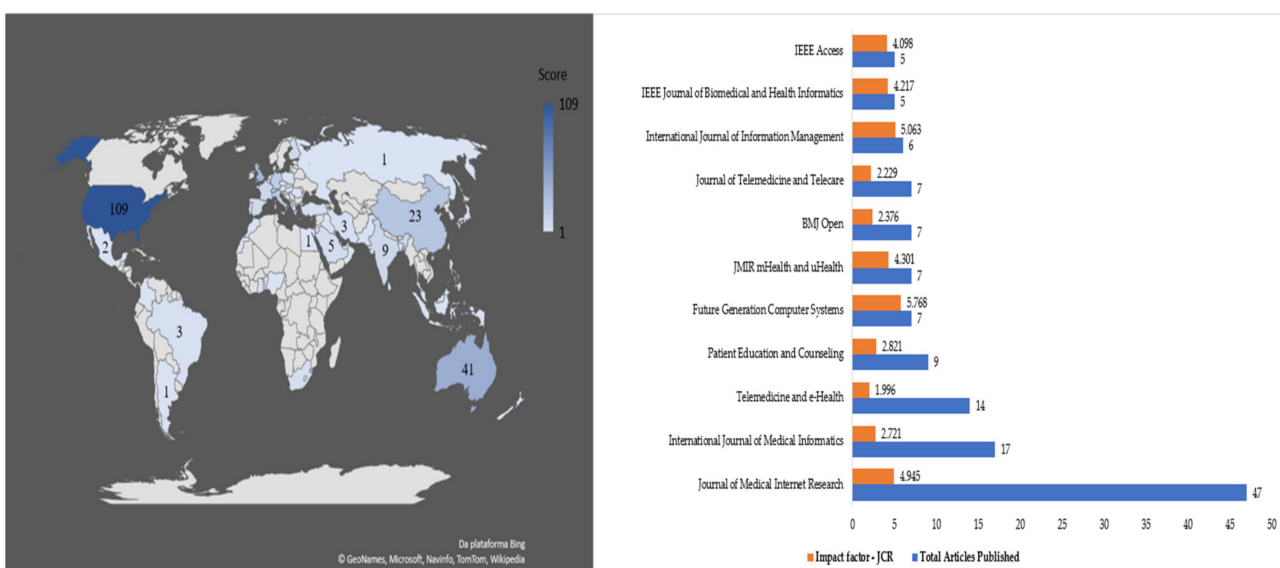 Score
109
1
109
2
3
1
1
23
3
1
5
9
41
Da plataforma Bing
© GeoNames, Microsoft, Navinfo, TomTom, Wikipedia
IEEE Access
4.098
5
IEEE Journal of Biomedical and Health Informatics
4.217
5
International Journal of Information Management
5.063
6
Journal of Telemedicine and Telecare
2.229
7
BMJ Open
2.376
7
JMIR mHealth and uHealth
4.301
7
Future Generation Computer Systems
5.768
7
Patient Education and Counseling
2.821
9
Telemedicine and e-Health
1.996
14
International Journal of Medical Informatics
2.721
17
Journal of Medical Internet Research
4.945
47
0 5 10 15 20 25 30 35 40 45 50
Impact factor - JCR Total Articles Published